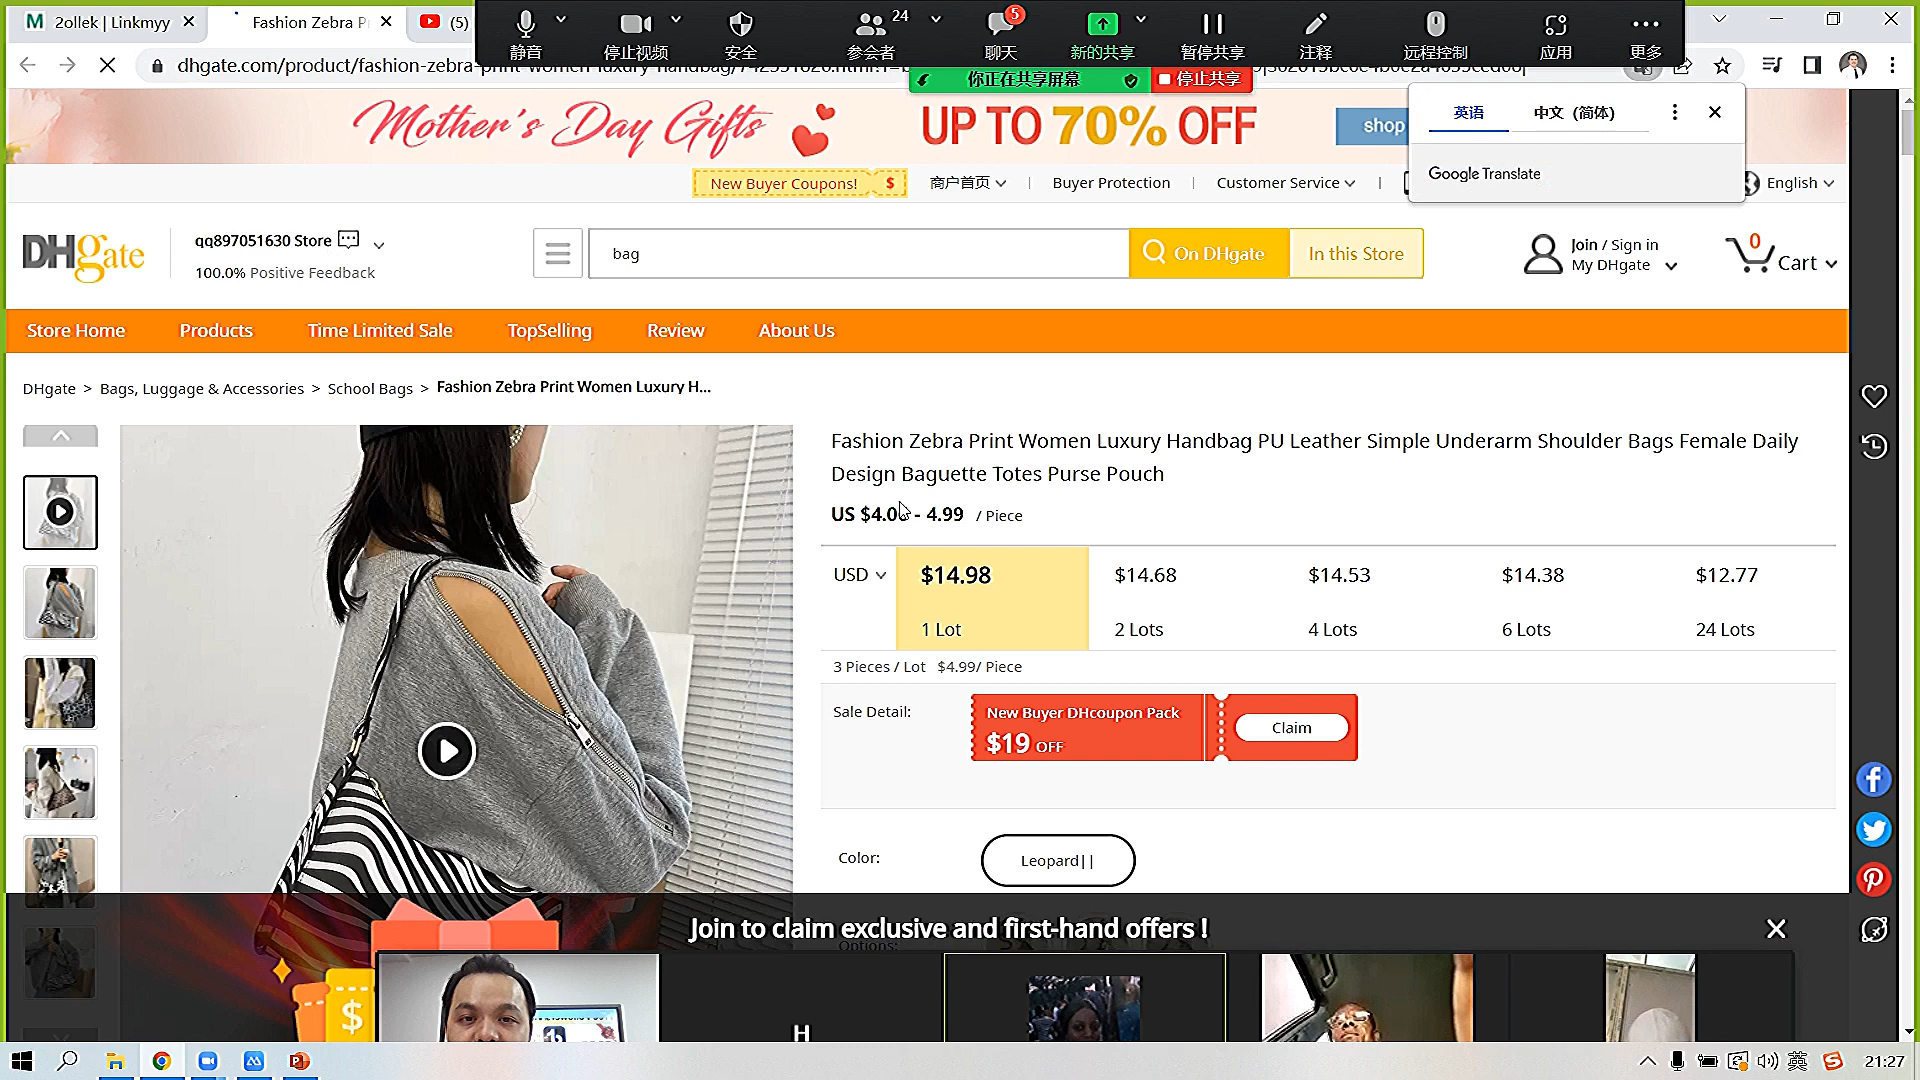 2ollek | Linkmyy
Fashion Zebra P
(5)
静音
停止视频
安全
24
参会者
5
聊天
新的共享
暂停共享
注释
远程控制
应用
更多
你正在共享屏幕
停止共享
Mother's Day Gifts
UP TO 70% OFF
shop
英语
中文（简体）
Google Translate
New Buyer Coupons!
$
商户首页
Buyer Protection
Customer Service
English
DHgate
qq897051630 Store
100.0% Positive Feedback
bag
On DHgate
In this Store
Join / Sign in
My DHgate
0
Cart
Store Home
Products
Time Limited Sale
TopSelling
Review
About Us
DHgate > Bags, Luggage & Accessories > School Bags > Fashion Zebra Print Women Luxury H...
Fashion Zebra Print Women Luxury Handbag PU Leather Simple Underarm Shoulder Bags Female Daily
Design Baguette Totes Purse Pouch
US - 4.99 / Piece
USD
$14.98
$14.68
$14.53
$14.38
$12.77
1 Lot
2 Lots
4 Lots
6 Lots
24 Lots
3 Pieces / Lot $4.99/ Piece
Sale Detail:
New Buyer DHcoupon Pack
$19 OFF
Claim
Color:
Leopard||
Join to claim exclusive and first-hand offers !
Options:
$
H
英
21:27